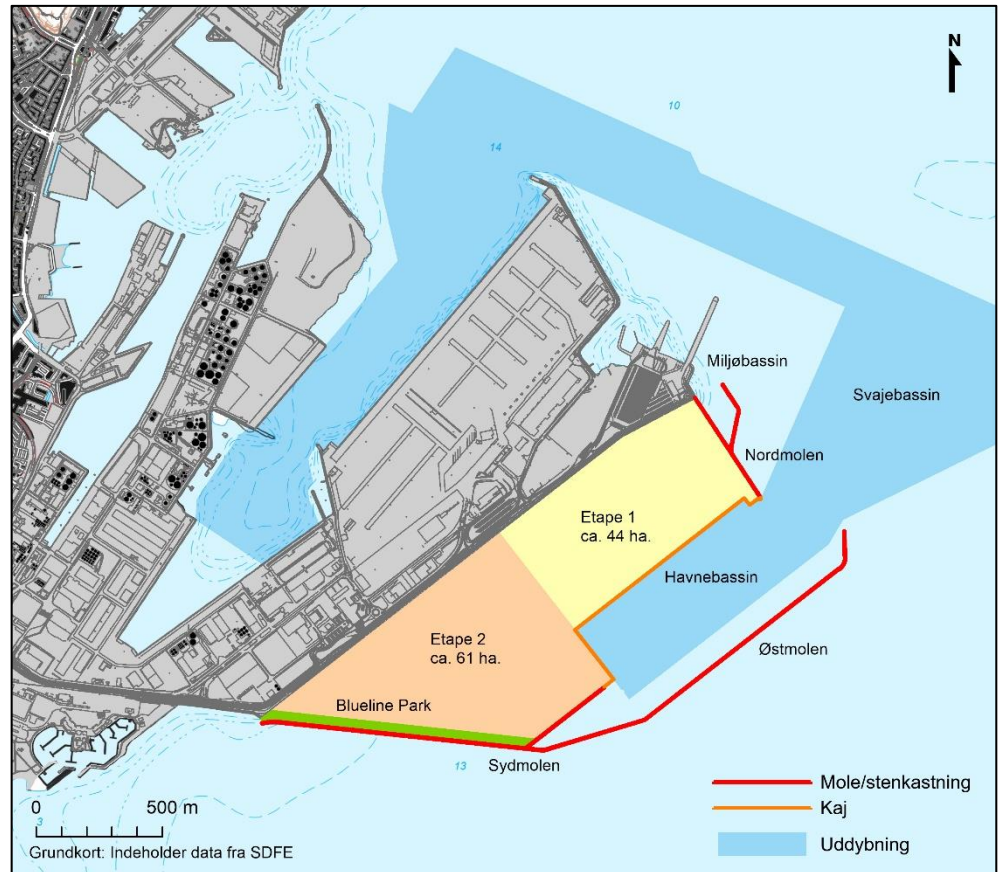 N
10
14
Miljøbassin
Svajebassin
Nordmolen
Etape 1
ca. 44 ha.
Havnebassin
Etape 2
ca. 61 ha.
Østmolen
Blueline Park
13
Sydmolen
0 500 m
3
Grundkort: Indeholder data fra SDFE
Mole/stenkastning
Kaj
Uddybning